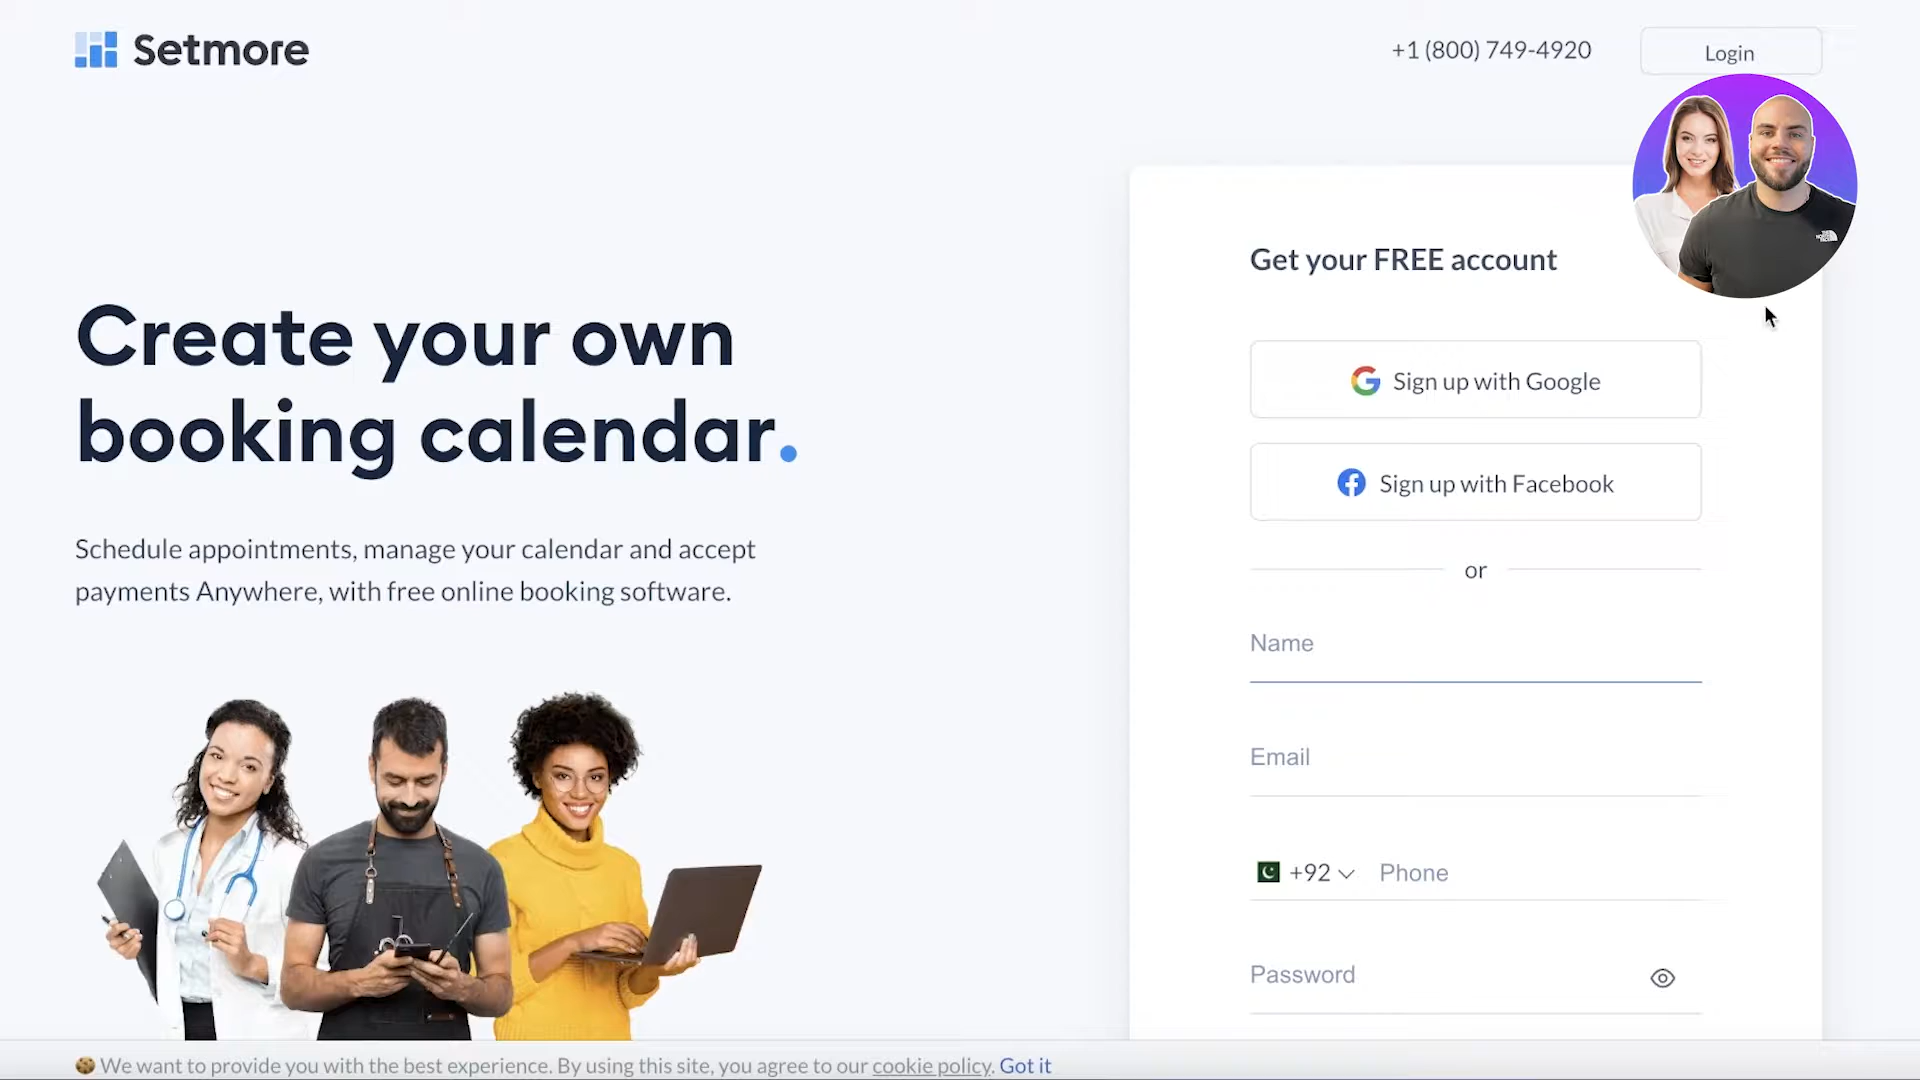 Setmore
+1 (800) 749-4920
Login
Create your own
booking calendar.
Schedule appointments, manage your calendar and accept
payments Anywhere, with free online booking software.
Get your FREE account
Sign up with Google
Sign up with Facebook
or
Name
Email
+92 Phone
Password
We want to provide you with the best experience. By using this site, you agree to our cookie policy. Got it